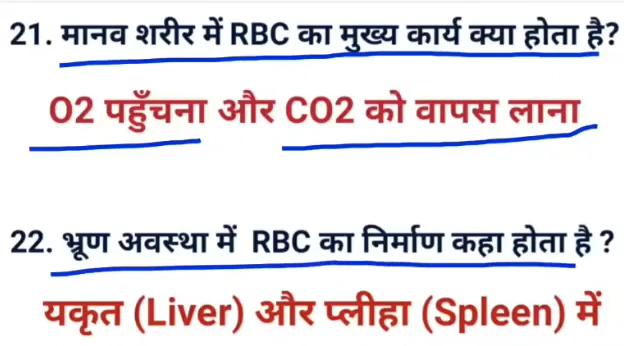 21. मानव शरीर में RBC का मुख्य कार्य क्या होता है?
O2 पहुँचना और CO2 को वापस लाना
22. भ्रूण अवस्था में RBC का निर्माण कहा होता है ?
यकृत (Liver) और प्लीहा (Spleen) में